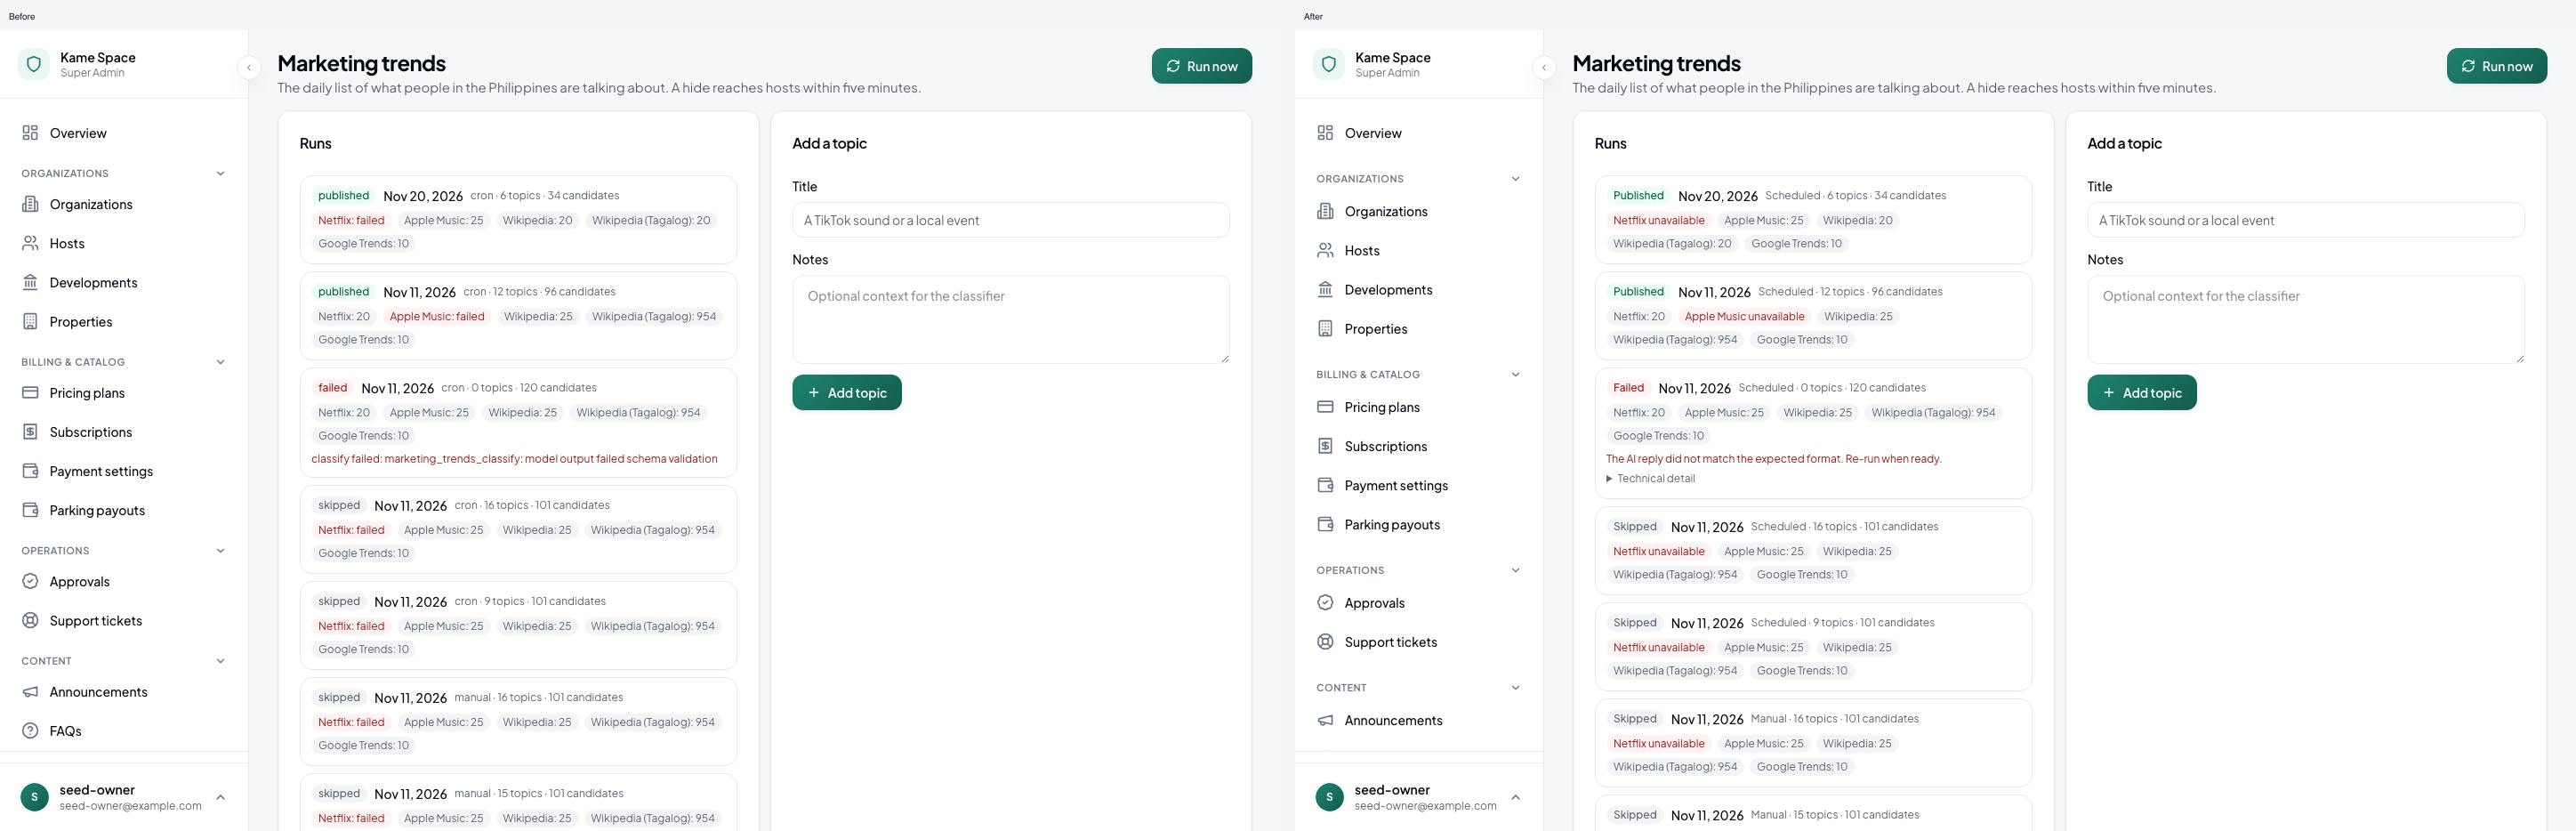 Before
Kame Space
Super Admin
Overview
ORGANIZATIONS
Organizations
Hosts
Developments
Properties
BILLING & CATALOG
Pricing plans
Subscriptions
Payment settings
Parking payouts
OPERATIONS
Approvals
Support tickets
CONTENT
Announcements
FAQs
S
seed-owner
seed-owner@example.com
Marketing trends
Run now
The daily list of what people in the Philippines are talking about. A hide reaches hosts within five minutes.
Runs
published Nov 20, 2026 cron · 6 topics · 34 candidates
Netflix: failed Apple Music: 25 Wikipedia: 20 Wikipedia (Tagalog): 20
Google Trends: 10
published Nov 11, 2026 cron · 12 topics · 96 candidates
Netflix: 20 Apple Music: failed Wikipedia: 25 Wikipedia (Tagalog): 954
Google Trends: 10
failed Nov 11, 2026 cron · 0 topics · 120 candidates
Netflix: 20 Apple Music: 25 Wikipedia: 25 Wikipedia (Tagalog): 954
Google Trends: 10
classify failed: marketing_trends_classify: model output failed schema validation
skipped Nov 11, 2026 cron · 16 topics · 101 candidates
Netflix: failed Apple Music: 25 Wikipedia: 25 Wikipedia (Tagalog): 954
Google Trends: 10
skipped Nov 11, 2026 cron · 9 topics · 101 candidates
Netflix: failed Apple Music: 25 Wikipedia: 25 Wikipedia (Tagalog): 954
Google Trends: 10
skipped Nov 11, 2026 manual · 16 topics · 101 candidates
Netflix: failed Apple Music: 25 Wikipedia: 25 Wikipedia (Tagalog): 954
Google Trends: 10
skipped Nov 11, 2026 manual · 15 topics · 101 candidates
Netflix: failed Apple Music: 25 Wikipedia: 25 Wikipedia (Tagalog): 954
Add a topic
Title
A TikTok sound or a local event
Notes
Optional context for the classifier
Add topic
After
Kame Space
Super Admin
Overview
ORGANIZATIONS
Organizations
Hosts
Developments
Properties
BILLING & CATALOG
Pricing plans
Subscriptions
Payment settings
Parking payouts
OPERATIONS
Approvals
Support tickets
CONTENT
Announcements
S
seed-owner
seed-owner@example.com
Marketing trends
Run now
The daily list of what people in the Philippines are talking about. A hide reaches hosts within five minutes.
Runs
Published Nov 20, 2026 Scheduled · 6 topics · 34 candidates
Netflix unavailable Apple Music: 25 Wikipedia: 20
Wikipedia (Tagalog): 20 Google Trends: 10
Published Nov 11, 2026 Scheduled · 12 topics · 96 candidates
Netflix: 20 Apple Music unavailable Wikipedia: 25
Wikipedia (Tagalog): 954 Google Trends: 10
Failed Nov 11, 2026 Scheduled · 0 topics · 120 candidates
Netflix: 20 Apple Music: 25 Wikipedia: 25 Wikipedia (Tagalog): 954
Google Trends: 10
The AI reply did not match the expected format. Re-run when ready.
Technical detail
Skipped Nov 11, 2026 Scheduled · 16 topics · 101 candidates
Netflix unavailable Apple Music: 25 Wikipedia: 25
Wikipedia (Tagalog): 954 Google Trends: 10
Skipped Nov 11, 2026 Scheduled · 9 topics · 101 candidates
Netflix unavailable Apple Music: 25 Wikipedia: 25
Wikipedia (Tagalog): 954 Google Trends: 10
Skipped Nov 11, 2026 Manual · 16 topics · 101 candidates
Netflix unavailable Apple Music: 25 Wikipedia: 25
Wikipedia (Tagalog): 954 Google Trends: 10
Skipped Nov 11, 2026 Manual · 15 topics · 101 candidates
Add a topic
Title
A TikTok sound or a local event
Notes
Optional context for the classifier
Add topic